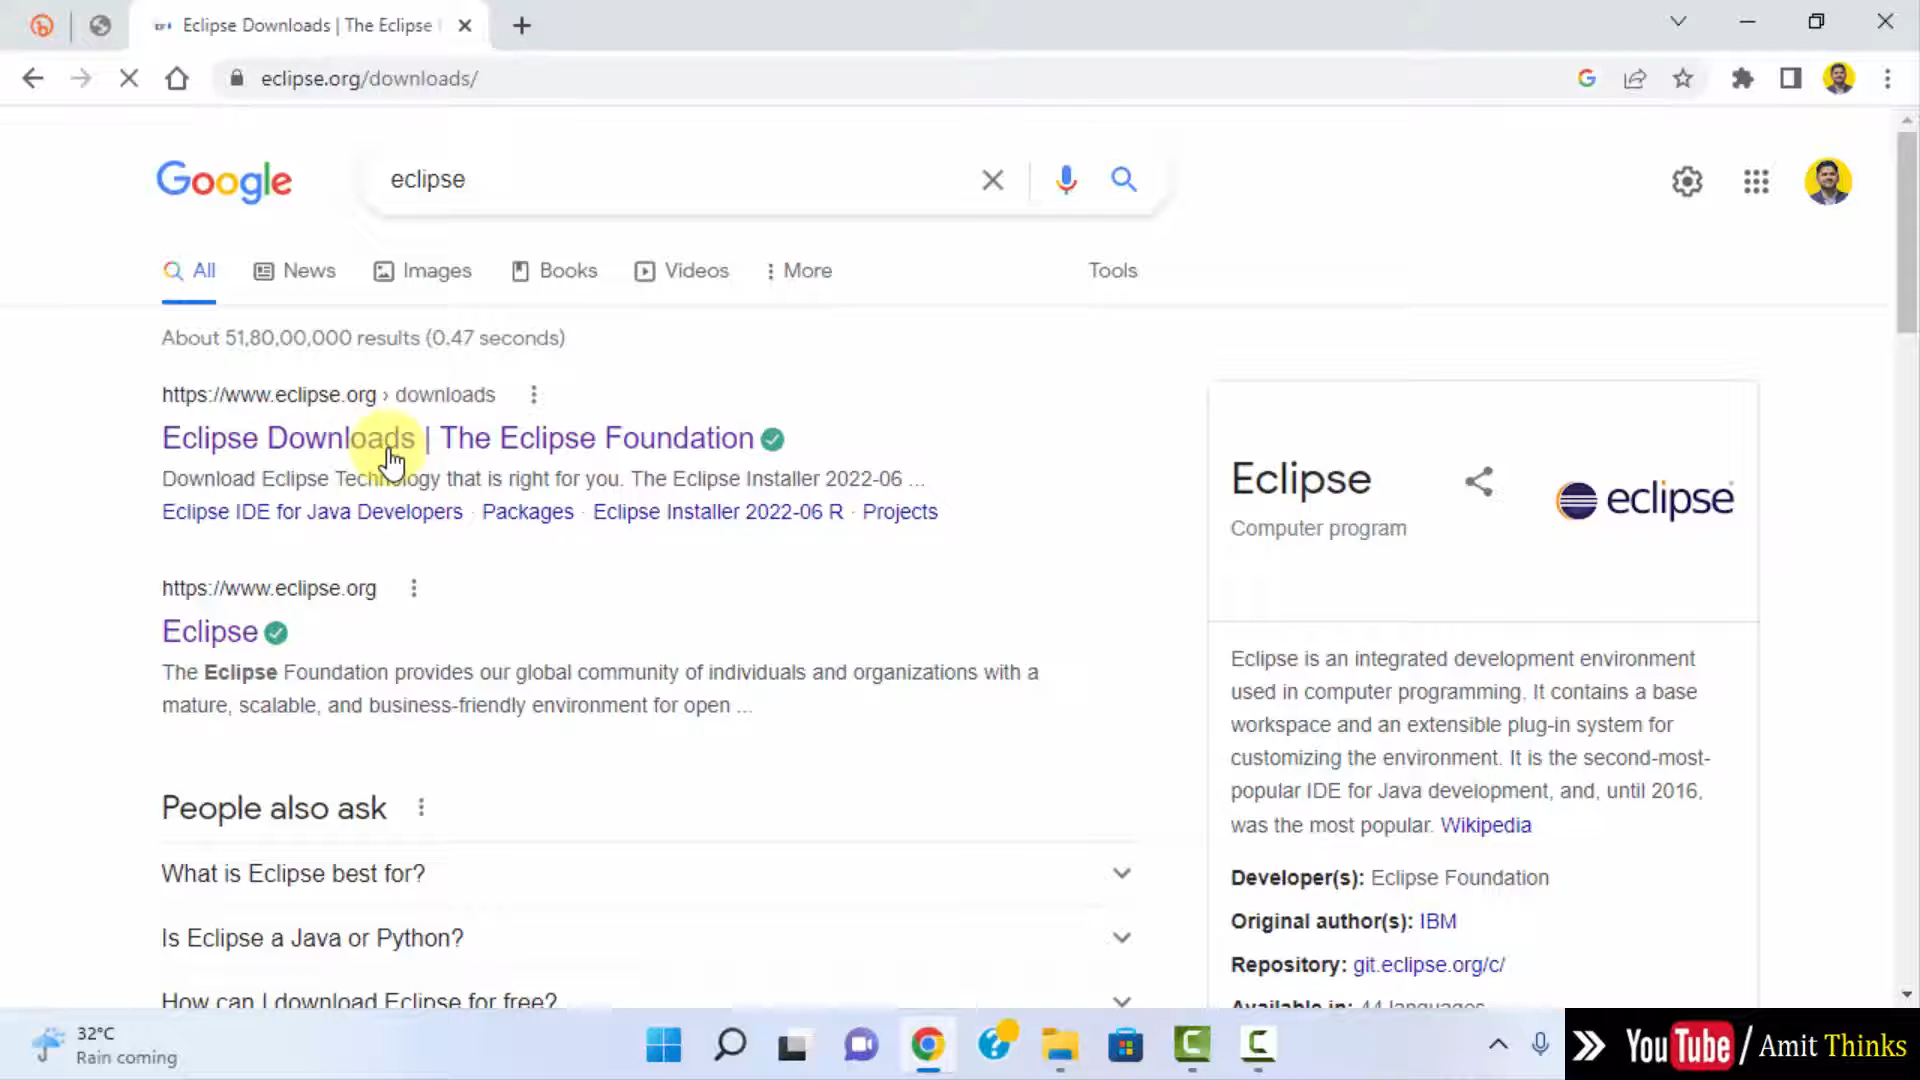 Eclipse Downloads | The Eclipse
eclipse.org/downloads/
Google
eclipse
All News Images Books Videos More Tools
About 51,80,00,000 results (0.47 seconds)
https://www.eclipse.org › downloads
Eclipse Downloads | The Eclipse Foundation
Download Eclipse Technology that is right for you. The Eclipse Installer 2022-06 ...
Eclipse IDE for Java Developers · Packages · Eclipse Installer 2022-06 R · Projects
https://www.eclipse.org
Eclipse
The Eclipse Foundation provides our global community of individuals and organizations with a
mature, scalable, and business-friendly environment for open ...
People also ask
What is Eclipse best for?
Is Eclipse a Java or Python?
How can I download Eclipse for free?
Eclipse
Computer program
eclipse
Eclipse is an integrated development environment
used in computer programming. It contains a base
workspace and an extensible plug-in system for
customizing the environment. It is the second-most-
popular IDE for Java development, and, until 2016,
was the most popular. Wikipedia
Developer(s): Eclipse Foundation
Original author(s): IBM
Repository: git.eclipse.org/c/
Available in: 44 languages
32°C
Rain coming
YouTube / Amit Thinks